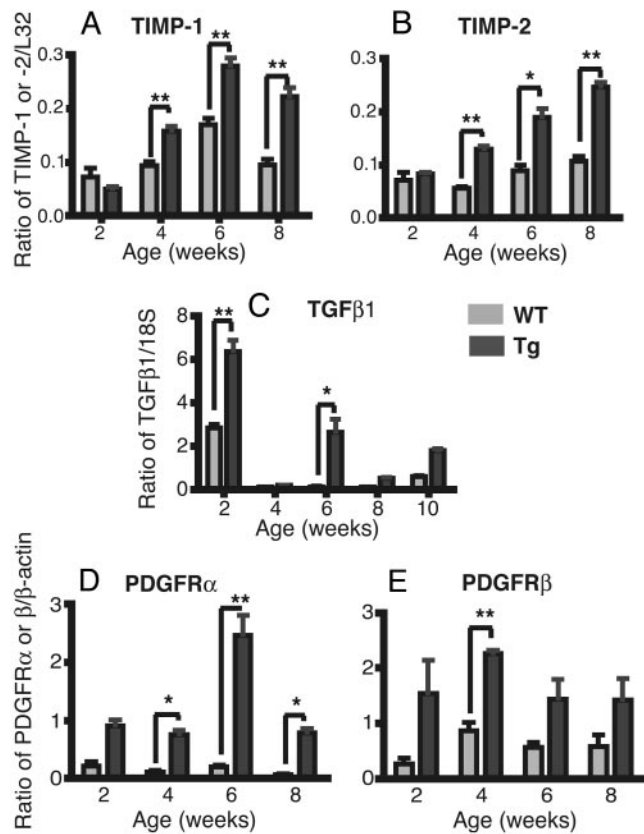 A TIMP-1
Ratio of TIMP-1 or -2/L32
0.3
0.2
0.1
0.0
**
**
**
2 4 6 8
Age (weeks)
B TIMP-2
0.3
0.2
0.1
0.0
**
*
**
2 4 6 8
Age (weeks)
C TGFβ1
Ratio of TGFβ1/18S
8
6
4
2
0
**
*
2 4 6 8 10
Age (weeks)
WT
Tg
D PDGFRα
Ratio of PDGFRα or β/β-actin
3
2
1
0
*
**
*
2 4 6 8
Age (weeks)
E PDGFRβ
3
2
1
0
**
2 4 6 8
Age (weeks)